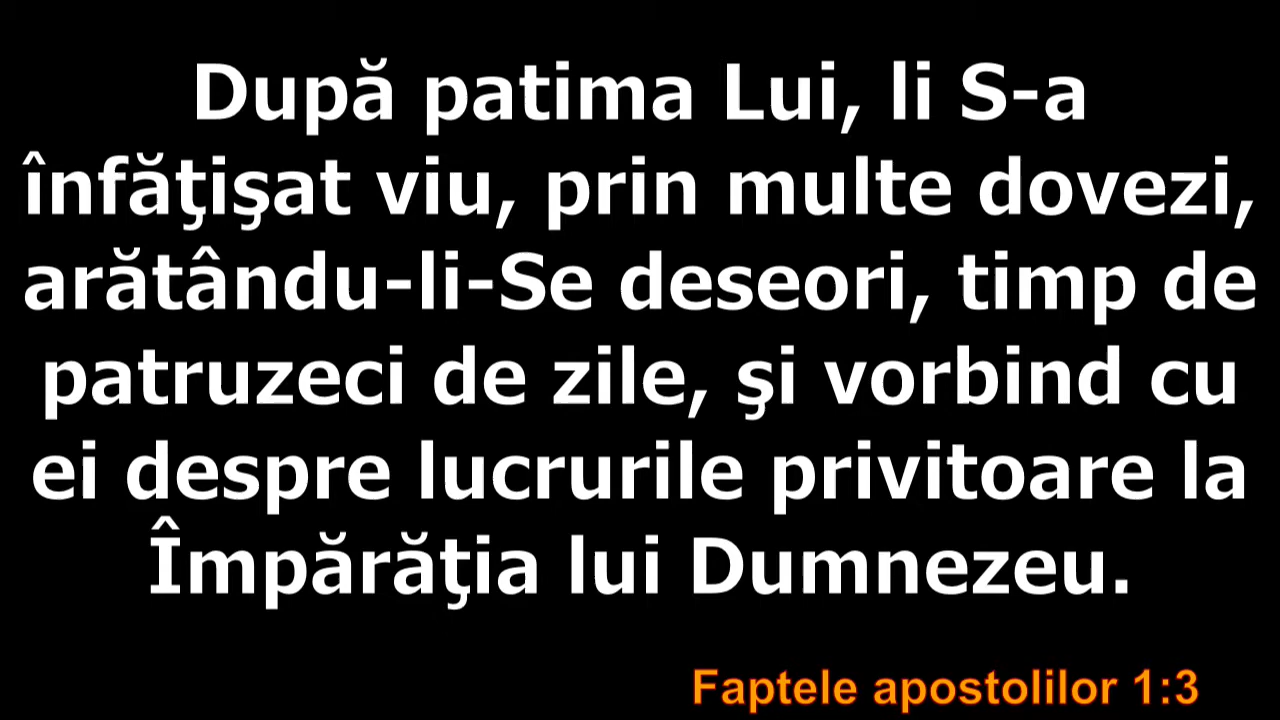 După patima Lui, li S-a
înfăţişat viu, prin multe dovezi,
arătându-li-Se deseori, timp de
patruzeci de zile, şi vorbind cu
ei despre lucrurile privitoare la
Împărăţia lui Dumnezeu.
Faptele apostolilor 1:3